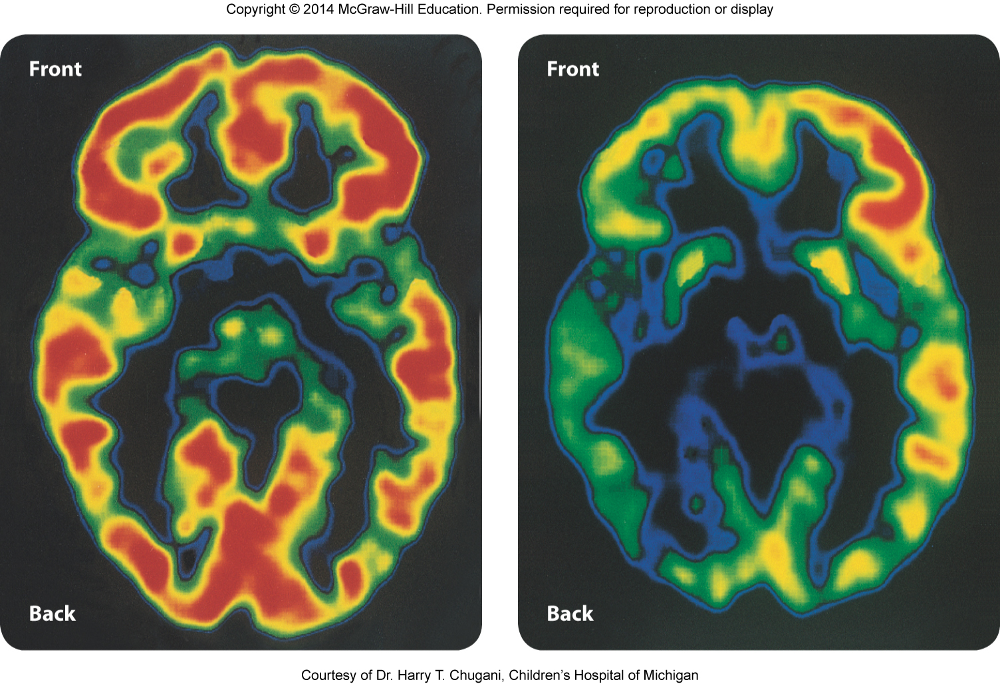 Copyright © 2014 McGraw-Hill Education. Permission required for reproduction or display
Front
Front
Back
Back
Courtesy of Dr. Harry T. Chugani, Children’s Hospital of Michigan